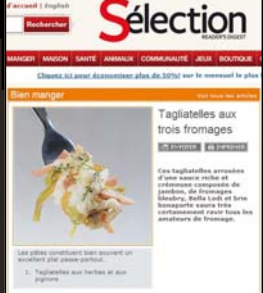 d'accueil | English
Rechercher
Sélection
READER'S DIGEST
MANGER MAISON SANTÉ ANIMAUX COMMUNAUTÉ JEUX BOUTIQUE
Cliquez ici pour économiser plus de 50%! sur le mensuel le plus
Bien manger
Voir tous les articles
Tagliatelles aux
trois fromages
ENVOYER IMPRIMER
Ces tagliatelles arrosées
d'une sauce riche et
crémeuse composée de
jambon, de fromages
bleubry, Bella Lodi et brie
bonaparte saura très
certainement ravir tous les
amateurs de fromage.
Les pâtes constituent bien souvent un
excellent plat passe-partout.
1. Tagliatelles aux herbes et aux
pignons